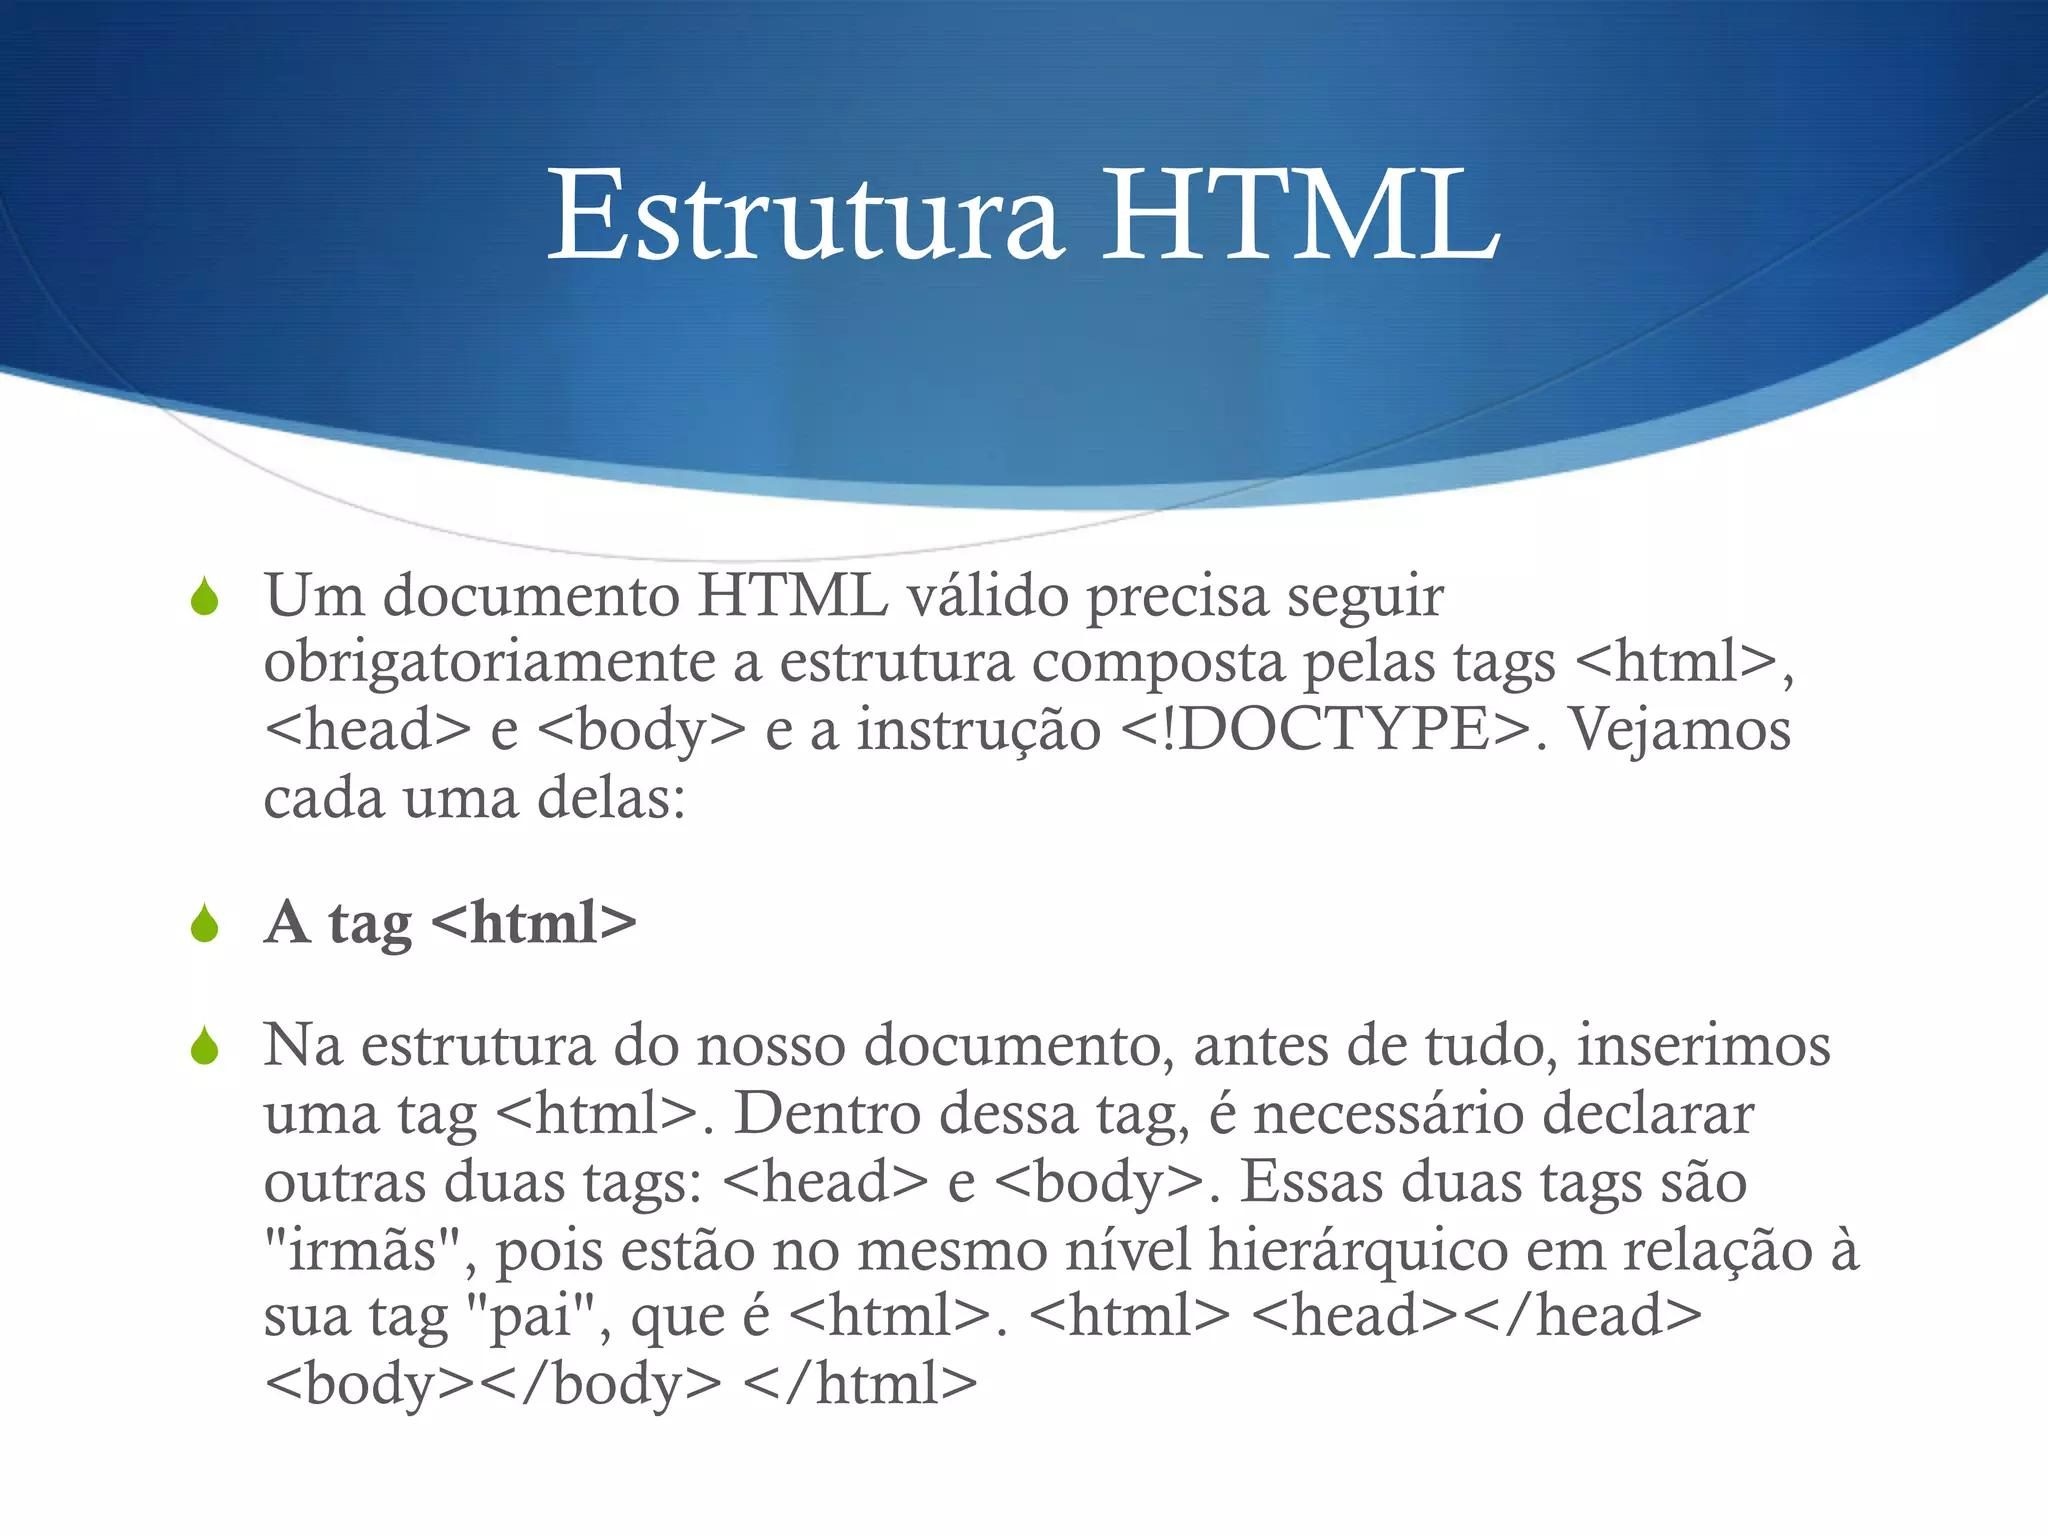 Estrutura HTML
Um documento HTML válido precisa seguir
obrigatoriamente a estrutura composta pelas tags <html>,
<head> e <body> e a instrução <!DOCTYPE>. Vejamos
cada uma delas:
A tag <html>
Na estrutura do nosso documento, antes de tudo, inserimos
uma tag <html>. Dentro dessa tag, é necessário declarar
outras duas tags: <head> e <body>. Essas duas tags são
"irmãs", pois estão no mesmo nível hierárquico em relação à
sua tag "pai", que é <html>. <html> <head></head>
<body></body> </html>